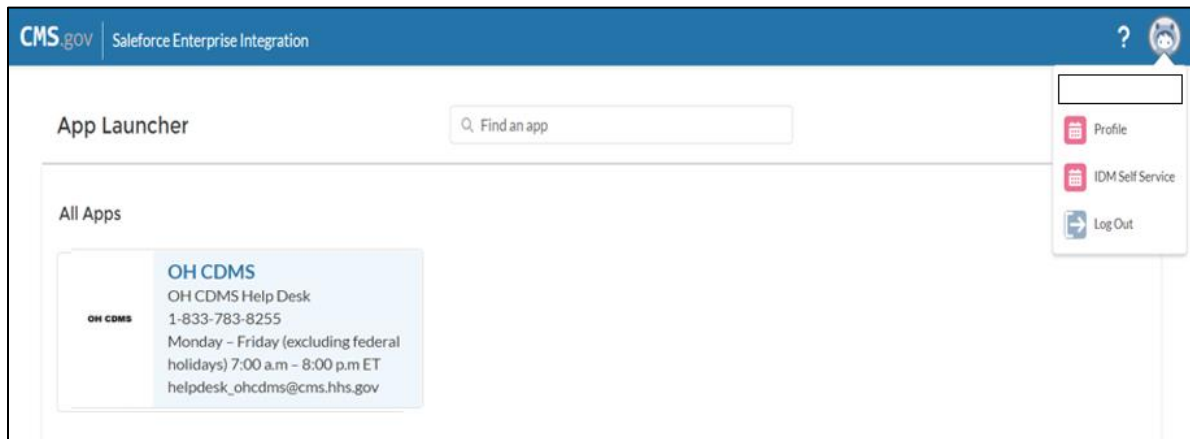 CMS.gov Saleforce Enterprise Integration ?
App Launcher
Find an app
Profile
IDM Self Service
Log Out
All Apps
OH CDMS
OH CDMS
OH CDMS Help Desk
1-833-783-8255
Monday – Friday (excluding federal
holidays) 7:00 a.m – 8:00 p.m ET
helpdesk_ohcdms@cms.hhs.gov